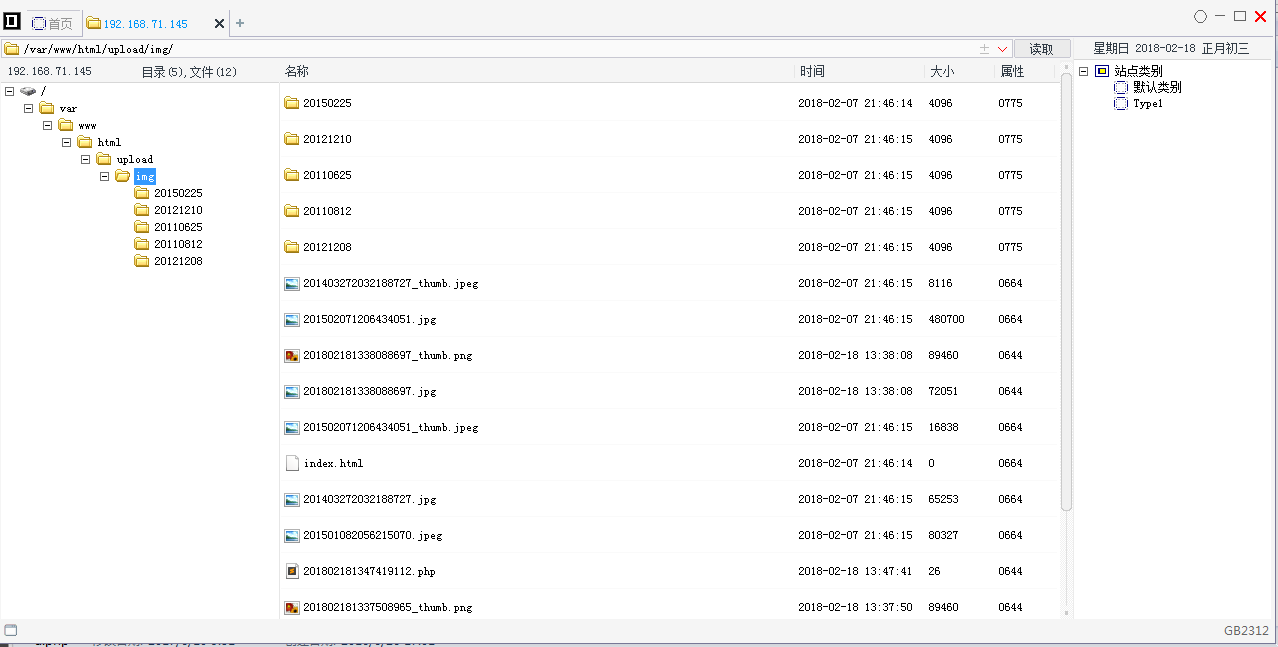 首页 192.168.71.145
/var/www/html/upload/img/ 读取 星期日 2018-02-18 正月初三
192.168.71.145 目录(5),文件(12) 名称 时间 大小 属性 站点类别
默认类别
Type1
/
var
www
html
upload
img
20150225
20121210
20110625
20110812
20121208
20150225 2018-02-07 21:46:14 4096 0775
20121210 2018-02-07 21:46:15 4096 0775
20110625 2018-02-07 21:46:15 4096 0775
20110812 2018-02-07 21:46:15 4096 0775
20121208 2018-02-07 21:46:15 4096 0775
201403272032188727_thumb.jpeg 2018-02-07 21:46:15 8116 0664
201502071206434051.jpg 2018-02-07 21:46:15 480700 0664
201802181338088697_thumb.png 2018-02-18 13:38:08 89460 0644
201802181338088697.jpg 2018-02-18 13:38:08 72051 0644
201502071206434051_thumb.jpeg 2018-02-07 21:46:15 16838 0664
index.html 2018-02-07 21:46:14 0 0664
201403272032188727.jpg 2018-02-07 21:46:15 65253 0664
201501082056215070.jpeg 2018-02-07 21:46:15 80327 0664
201802181347419112.php 2018-02-18 13:47:41 26 0644
201802181337508965_thumb.png 2018-02-18 13:37:50 89460 0644
GB2312